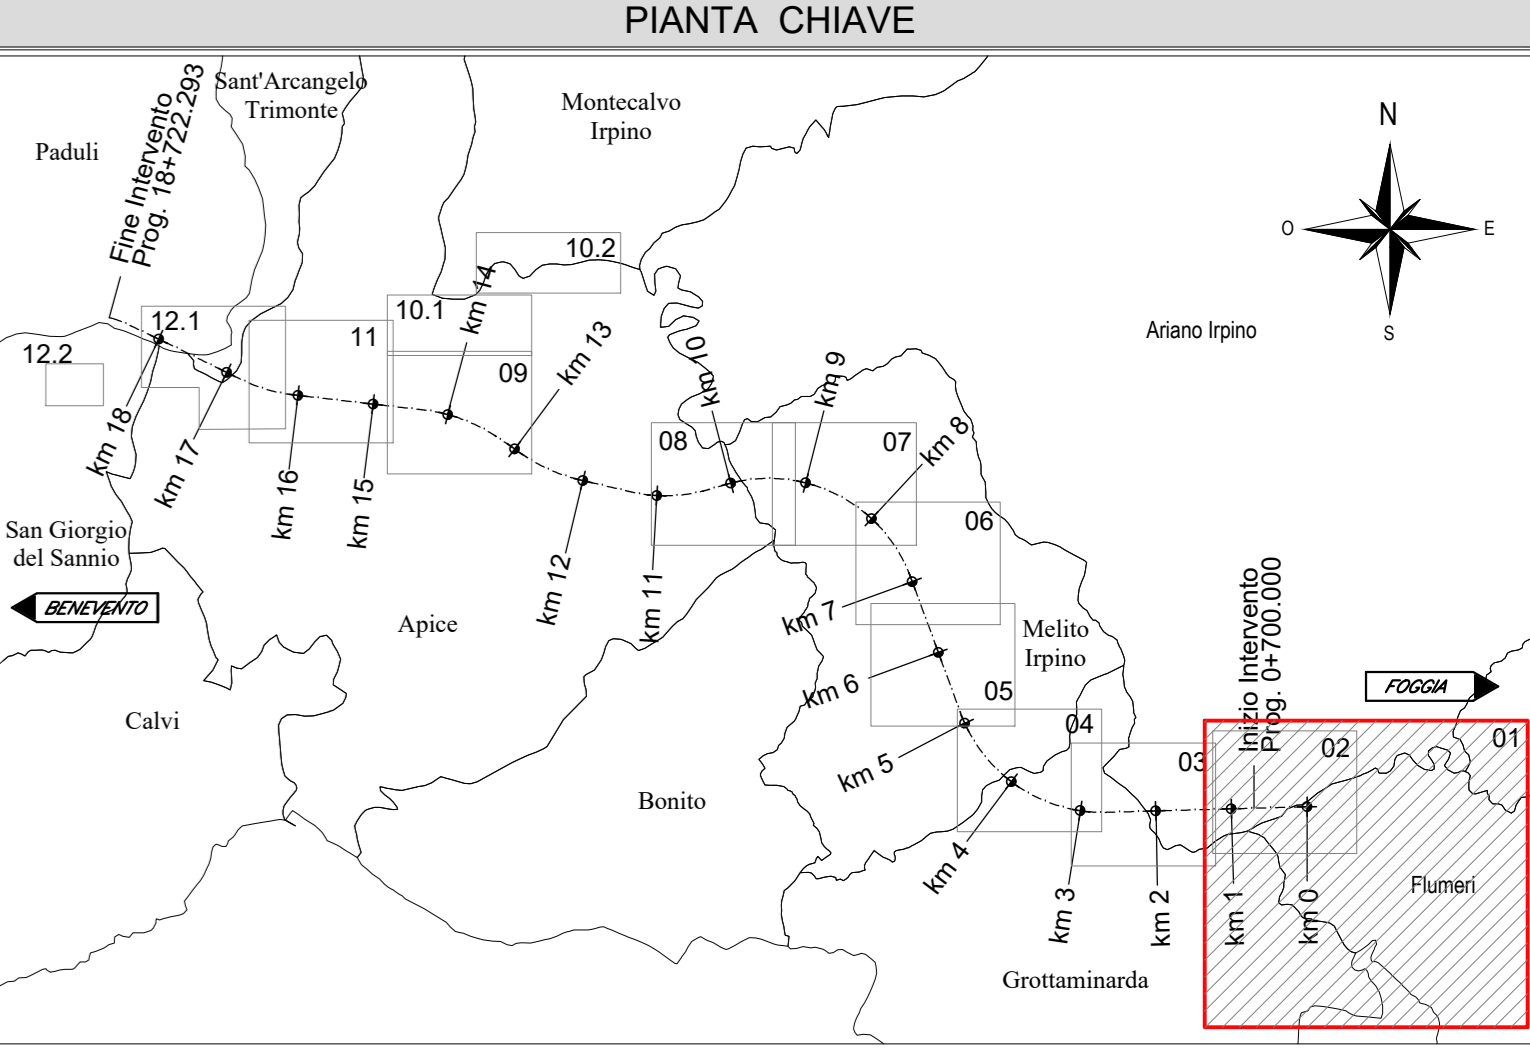 PIANTA CHIAVE
Sant'Arcangelo
Trimonte
Montecalvo
Irpino
Paduli
Fine Intervento
Prog. 18+722.293
N
O
E
S
Ariano Irpino
10.2
10.1
km 14
12.1
11
12.2
09
km 13
km 10
km 9
08
07
km 8
km 18
km 17
km 16
km 15
06
San Giorgio
del Sannio
km 12
km 11
BENEVENTO
Apice
km 7
Melito
Irpino
Inizio Intervento
Prog. 0+700.000
km 6
05
FOGGIA
Calvi
04
km 5
03
02
01
Bonito
km 4
km 3
km 2
km 1
km 0
Flumeri
Grottaminarda